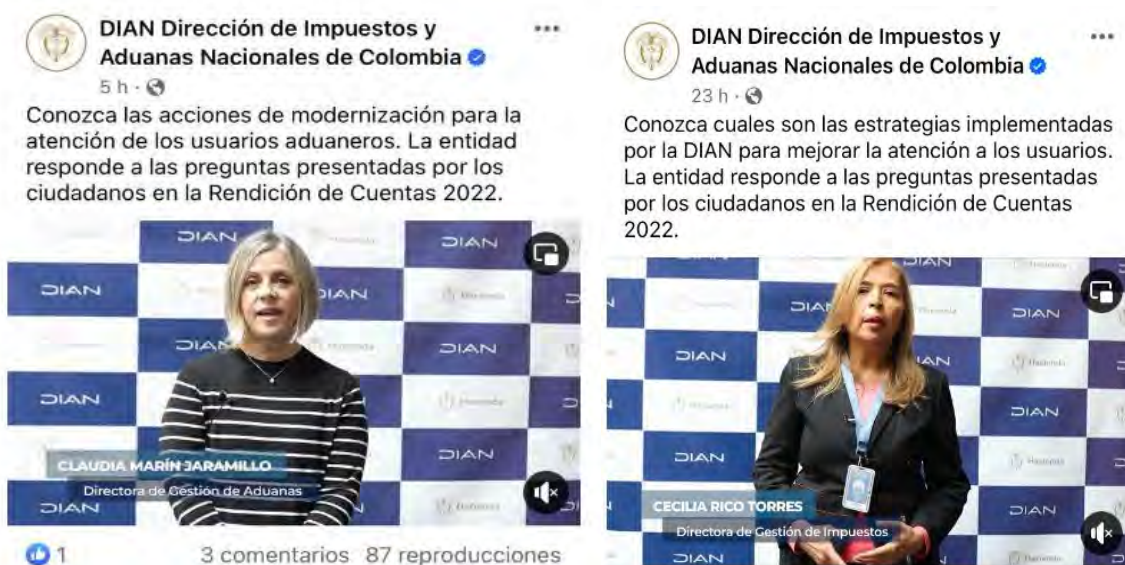 DIAN Dirección de Impuestos y
Aduanas Nacionales de Colombia
5 h ·
Conozca las acciones de modernización para la
atención de los usuarios aduaneros. La entidad
responde a las preguntas presentadas por los
ciudadanos en la Rendición de Cuentas 2022.
DIAN
DIAN
DIAN
DIAN
DIAN
DIAN
DIAN
DIAN
CLAUDIA MARÍN JARAMILLO
Directora de Gestión de Aduanas
DIAN
1
3 comentarios 87 reproducciones
DIAN Dirección de Impuestos y
Aduanas Nacionales de Colombia
23 h ·
Conozca cuales son las estrategias implementadas
por la DIAN para mejorar la atención a los usuarios.
La entidad responde a las preguntas presentadas
por los ciudadanos en la Rendición de Cuentas
2022.
DIAN
DIAN
DIAN
DIAN
DIAN
DIAN
DIAN
CECILIA RICO TORRES
Directora de Gestión de Impuestos
DIAN
DIAN